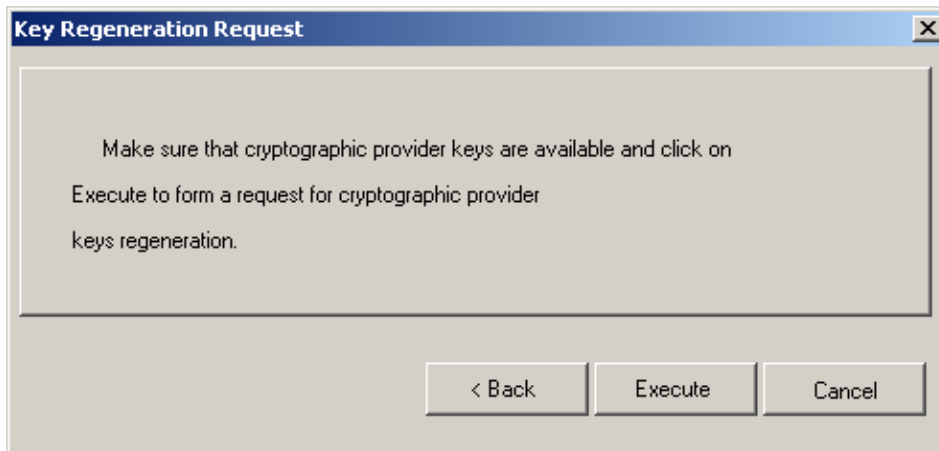 Key Regeneration Request
Make sure that cryptographic provider keys are available and click on
Execute to form a request for cryptographic provider
keys regeneration.
< Back
Execute
Cancel